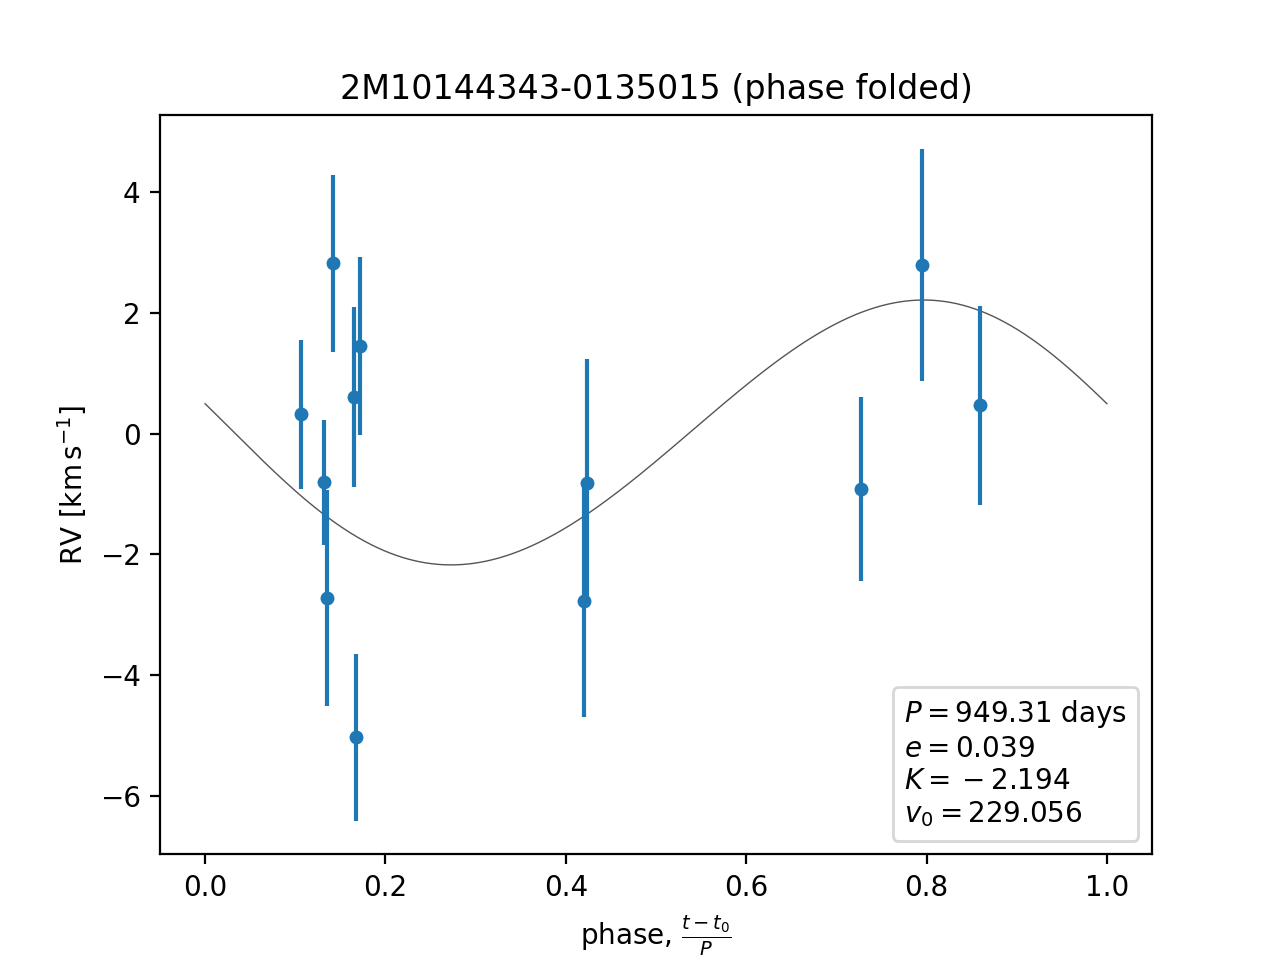 2M10144343-0135015 (phase folded)
4
2
0
−2
−4
−6
RV [km s⁻¹]
P = 949.31 days
e = 0.039
K = −2.194
v₀ = 229.056
0.0 0.2 0.4 0.6 0.8 1.0
phase, (t − t₀)/P